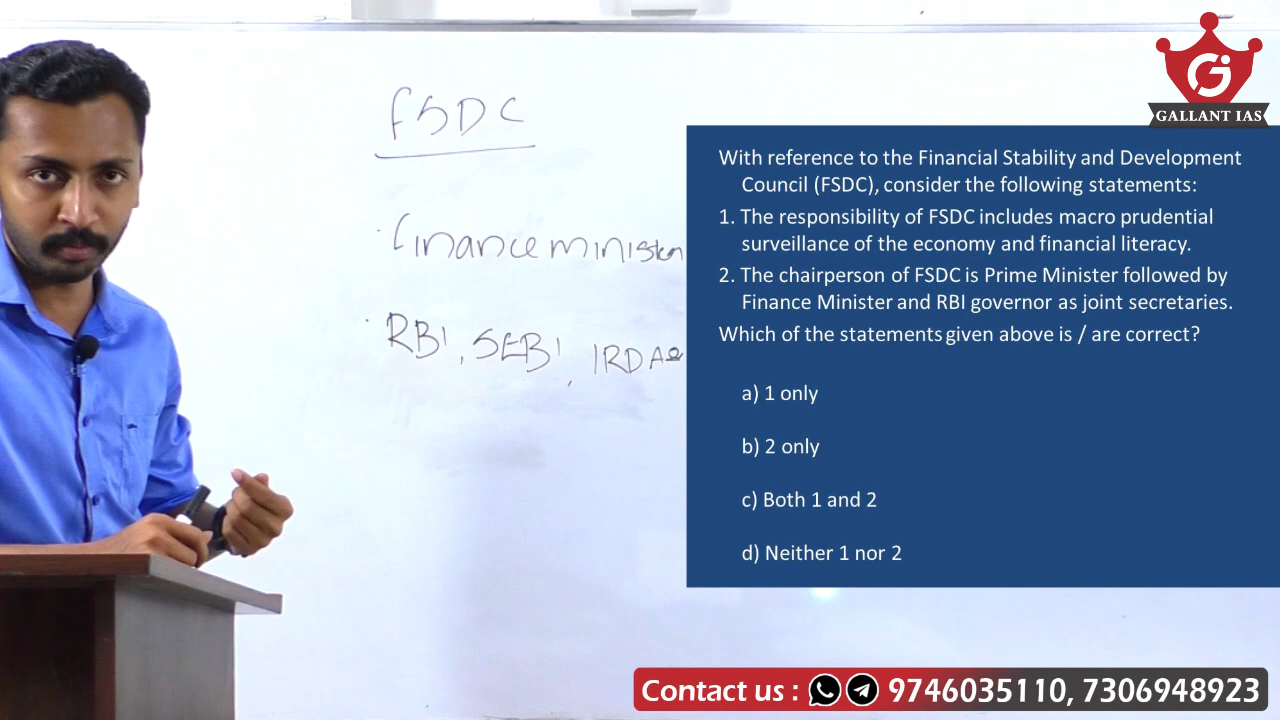 FSDC
Finance minister
RBI, SEBI, IRDA
GALLANT IAS
With reference to the Financial Stability and Development
Council (FSDC), consider the following statements:
1. The responsibility of FSDC includes macro prudential
surveillance of the economy and financial literacy.
2. The chairperson of FSDC is Prime Minister followed by
Finance Minister and RBI governor as joint secretaries.
Which of the statements given above is / are correct?
a) 1 only
b) 2 only
c) Both 1 and 2
d) Neither 1 nor 2
Contact us : 9746035110, 7306948923